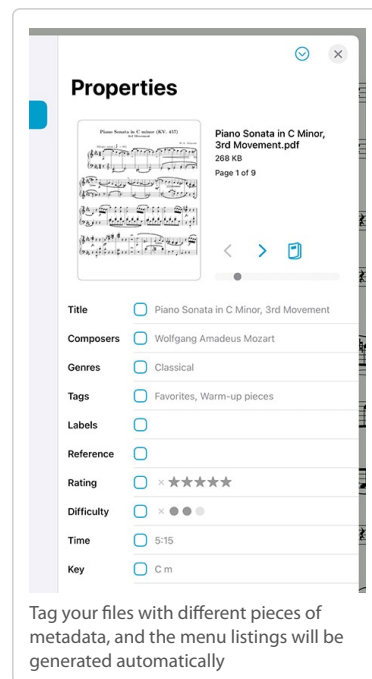 Properties
Piano Sonata in C minor (KV. 457)
3rd Movement
Piano Sonata in C Minor,
3rd Movement.pdf
268 KB
Page 1 of 9
Title Piano Sonata in C Minor, 3rd Movement
Composers Wolfgang Amadeus Mozart
Genres Classical
Tags Favorites, Warm-up pieces
Labels
Reference
Rating × ★★★★★
Difficulty ×
Time 5:15
Key C m
Tag your files with different pieces of
metadata, and the menu listings will be
generated automatically